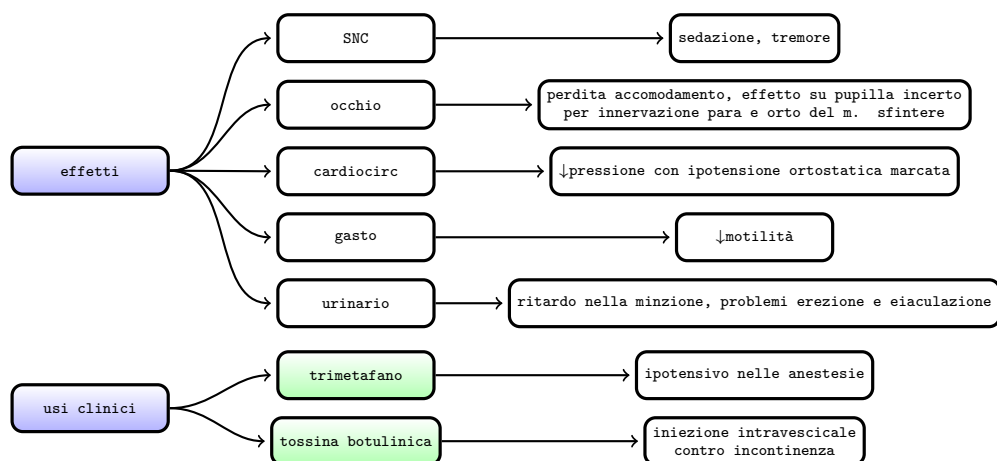 SNC
sedazione, tremore
occhio
perdita accomodamento, effetto su pupilla incerto
per innervazione para e orto del m. sfintere
effetti
cardiocirc
↓pressione con ipotensione ortostatica marcata
gasto
↓motilità
urinario
ritardo nella minzione, problemi erezione e eiaculazione
trimetafano
ipotensivo nelle anestesie
usi clinici
tossina botulinica
iniezione intravescicale
contro incontinenza